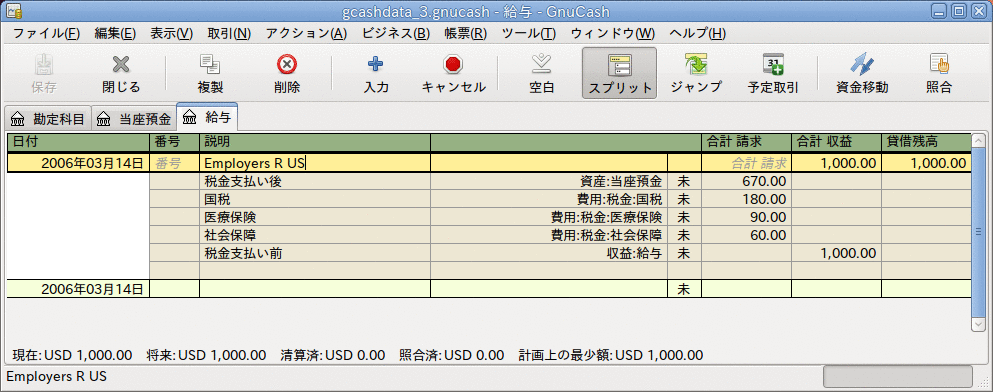 gcashdata_3.gnucash - 給与 - GnuCash
ファイル(F) 編集(E) 表示(V) 取引(N) アクション(A) ビジネス(B) 帳票(R) ツール(T) ウィンドウ(W) ヘルプ(H)
保存 閉じる 複製 削除 入力 キャンセル 空白 スプリット ジャンプ 予定取引 資金移動 照合
勘定科目 当座預金 給与
日付 番号 説明 合計 請求 合計 収益 貸借残高
2006年03月14日 番号 Employers R US 合計 請求 1,000.00 1,000.00
税金支払い後 資産:当座預金 未 670.00
国税 費用:税金:国税 未 180.00
医療保険 費用:税金:医療保険 未 90.00
社会保障 費用:税金:社会保障 未 60.00
税金支払い前 収益:給与 未 1,000.00
2006年03月14日 未
現在: USD 1,000.00 将来: USD 1,000.00 清算済: USD 0.00 照合済: USD 0.00 計画上の最少額: USD 1,000.00
Employers R US